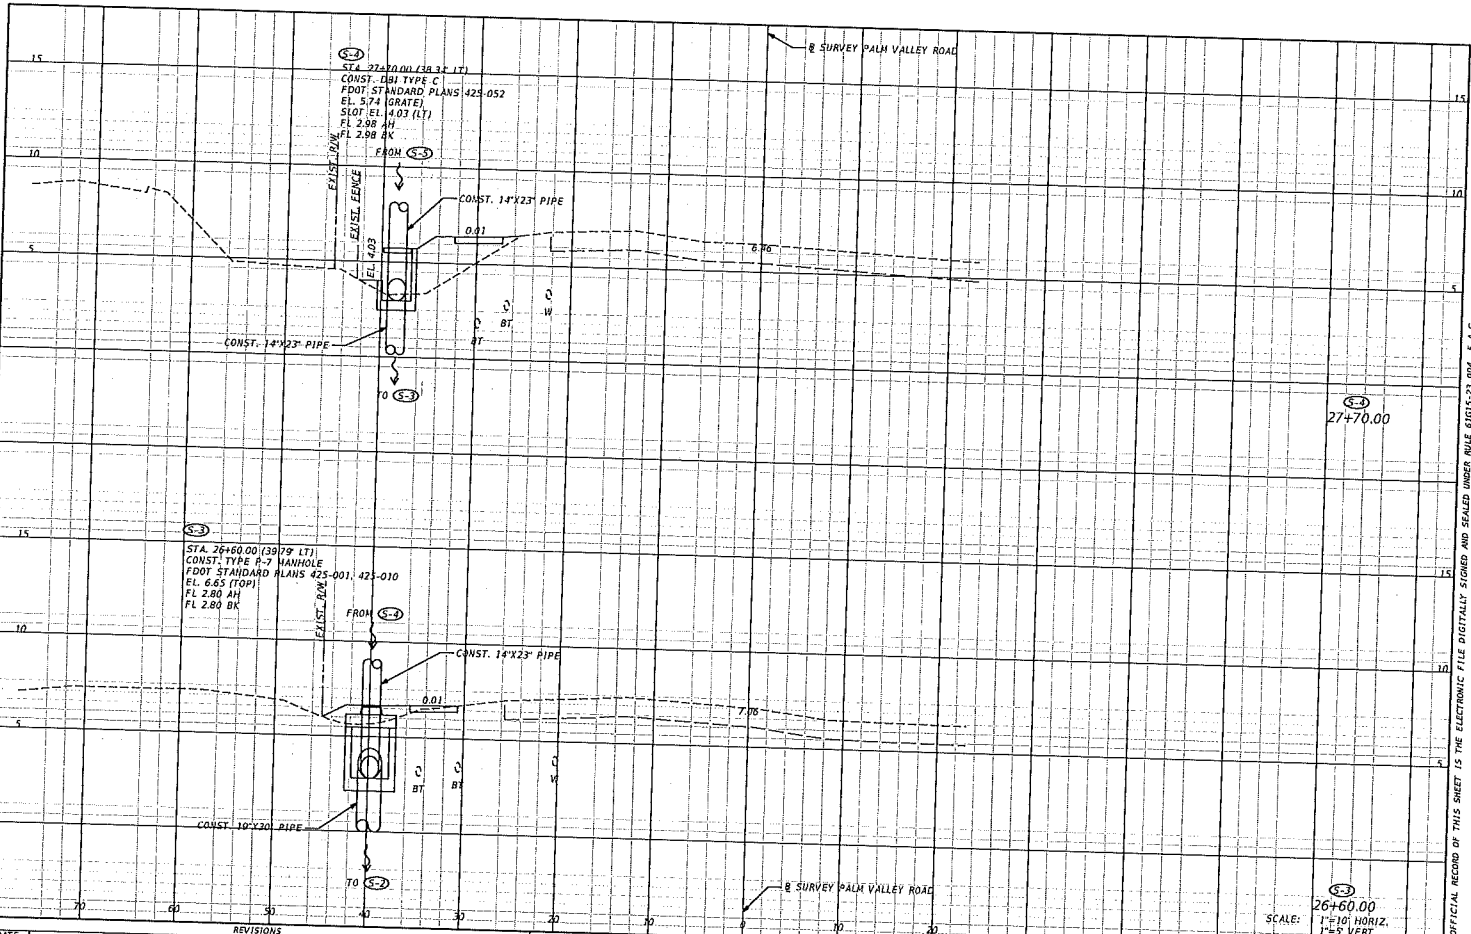 ℄ SURVEY PALM VALLEY ROAD
S-4
STA. 27+70.00 (38.34' LT)
CONST. DBI TYPE C
FDOT STANDARD PLANS 425-052
EL. 5.74 (GRATE)
SLOT EL. 4.03 (LT)
FL 2.98 AH
FL 2.98 BK
15
15
10
10
5
5
EXIST. R/W
EXIST. FENCE
EL. 4.03
FROM S-5
CONST. 14"X23" PIPE
0.01
6.46
BT
BT
W
CONST. 14"X23" PIPE
TO S-3
S-4
27+70.00
S-3
STA. 26+60.00 (39.79' LT)
CONST. TYPE P-7 MANHOLE
FDOT STANDARD PLANS 425-001, 425-010
EL. 6.65 (TOP)
FL 2.80 AH
FL 2.80 BK
15
15
10
10
5
5
EXIST. R/W
FROM S-4
CONST. 14"X23" PIPE
0.01
7.06
BT
BT
W
CONST. 19"X30" PIPE
TO S-2
℄ SURVEY PALM VALLEY ROAD
S-3
26+60.00
SCALE: 1"=10' HORIZ.
1"=5' VERT.
70 60 50 40 30 20 10 0 10 20
REVISIONS
OFFICIAL RECORD OF THIS SHEET IS THE ELECTRONIC FILE DIGITALLY SIGNED AND SEALED UNDER RULE 61G15-23.004, F.A.C.